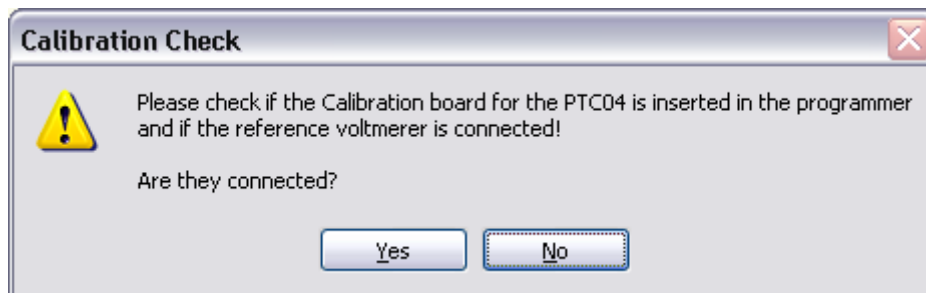 Calibration Check
Please check if the Calibration board for the PTC04 is inserted in the programmer
and if the reference voltmerer is connected!
Are they connected?
Yes
No